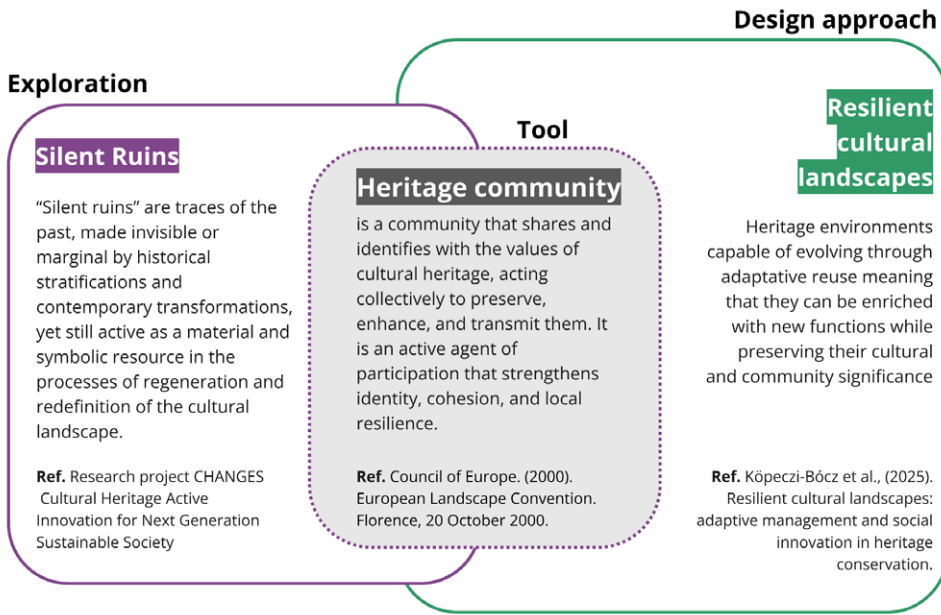 Design approach
Exploration
Silent Ruins
“Silent ruins” are traces of the
past, made invisible or
marginal by historical
stratifications and
contemporary transformations,
yet still active as a material and
symbolic resource in the
processes of regeneration and
redefinition of the cultural
landscape.
Ref. Research project CHANGES
Cultural Heritage Active
Innovation for Next Generation
Sustainable Society
Tool
Heritage community
is a community that shares and
identifies with the values of
cultural heritage, acting
collectively to preserve,
enhance, and transmit them. It
is an active agent of
participation that strengthens
identity, cohesion, and local
resilience.
Ref. Council of Europe. (2000).
European Landscape Convention.
Florence, 20 October 2000.
Resilient
cultural
landscapes
Heritage environments
capable of evolving through
adaptative reuse meaning
that they can be enriched
with new functions while
preserving their cultural
and community significance
Ref. Köpeczi-Bócz et al., (2025).
Resilient cultural landscapes:
adaptive management and social
innovation in heritage
conservation.